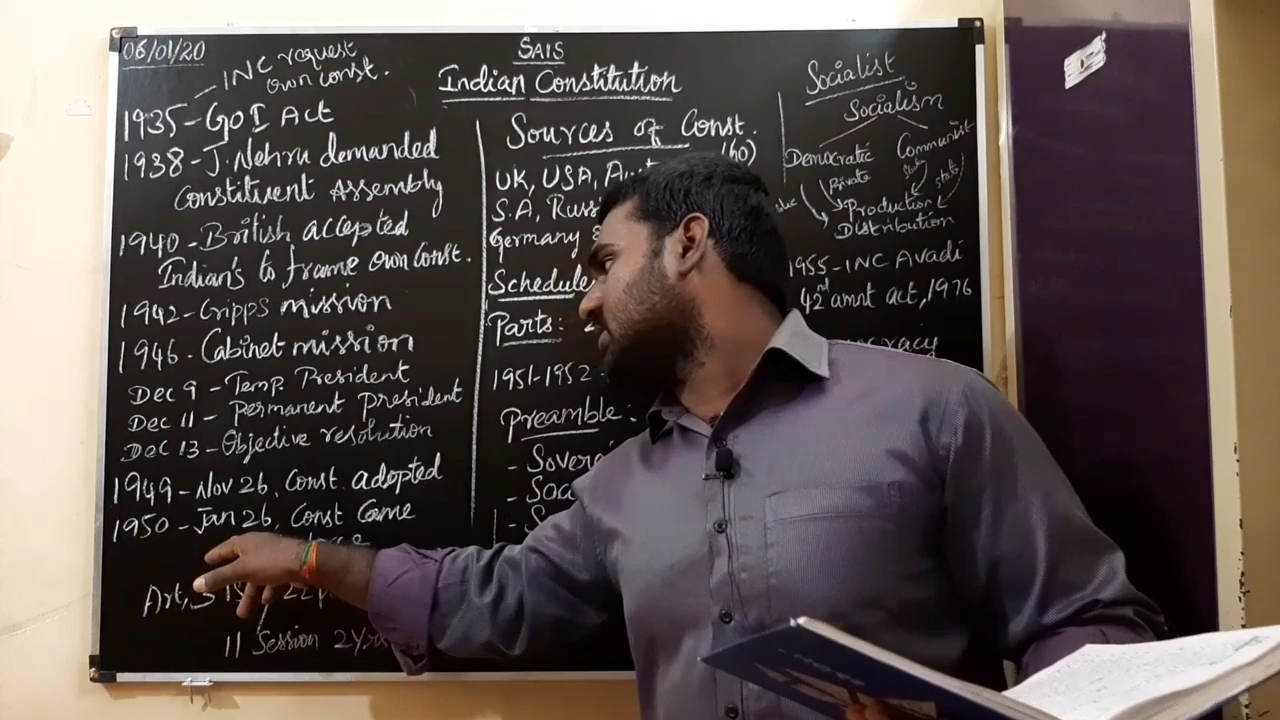 06/01/20
SAIS
Indian Constitution
INC request
own const.
1935 - GoI Act
1938 - J. Nehru demanded
Constituent Assembly
1940 - British accepted
Indian's to frame own Const.
1942 - Cripps mission
1946 - Cabinet mission
Dec 9 - Temp. President
Dec 11 - Permanent president
Dec 13 - Objective resolution
1949 - Nov 26, Const. adopted
1950 - Jan 26, Const Came
Art,
11 Session 2Yrs
Sources of Const.
(60)
UK, USA,
S.A,
Germany
Schedule
Parts:
1951-1952 -
Preamble:
Socialist
Socialism
Democratic Communist
Private State State
Production
Distribution
1955 - INC Avadi
42nd amnt act, 1976